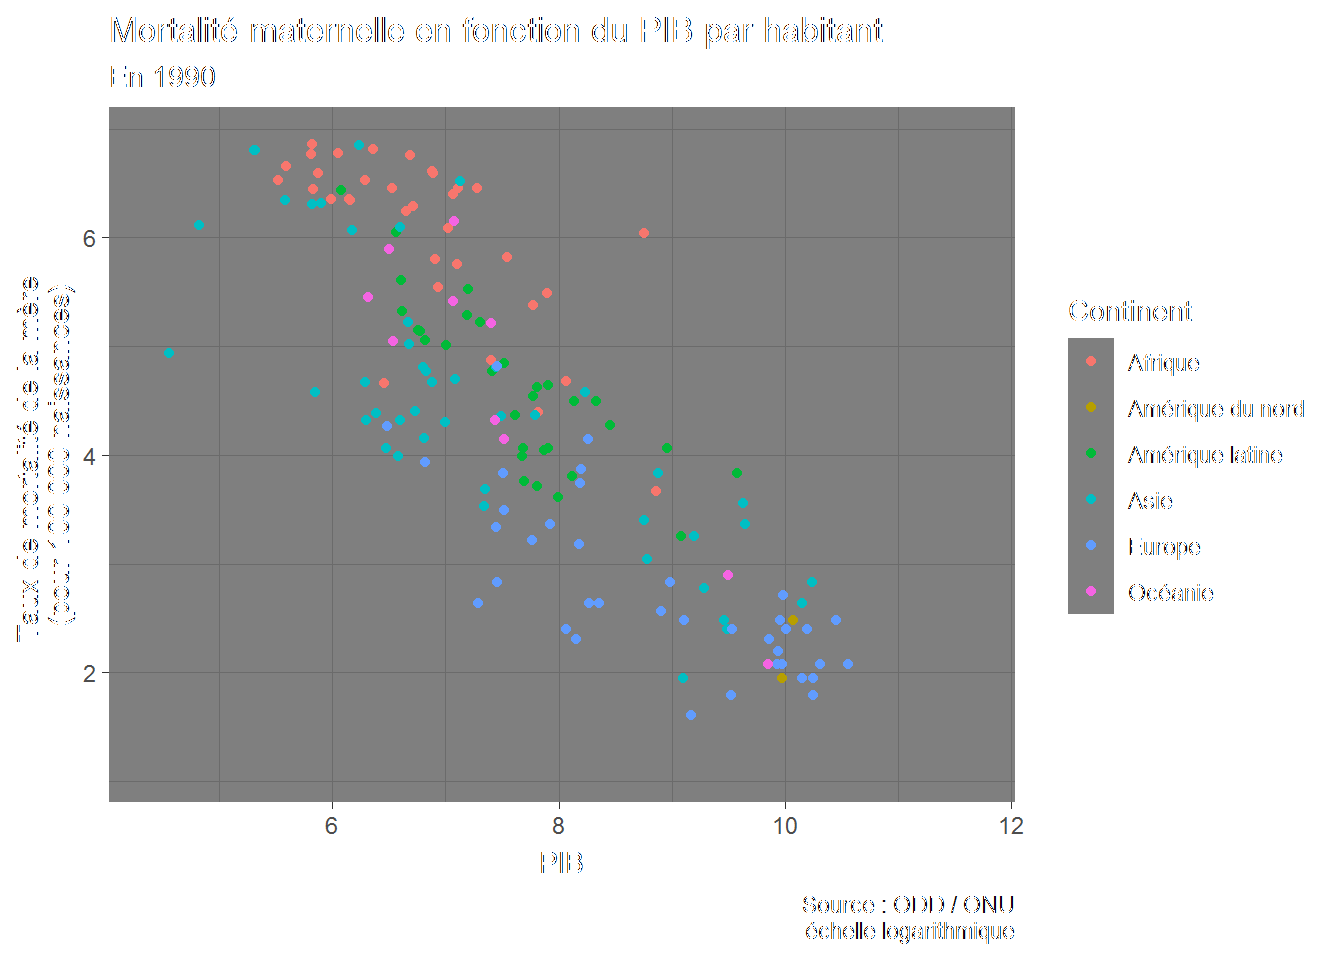 Mortalité maternelle en fonction du PIB par habitant
En 1990
Taux de mortalité de la mère
(pour 100 000 naissances)
6
4
2
6
8
10
12
PIB
Continent
Afrique
Amérique du nord
Amérique latine
Asie
Europe
Océanie
Source : ODD / ONU
échelle logarithmique